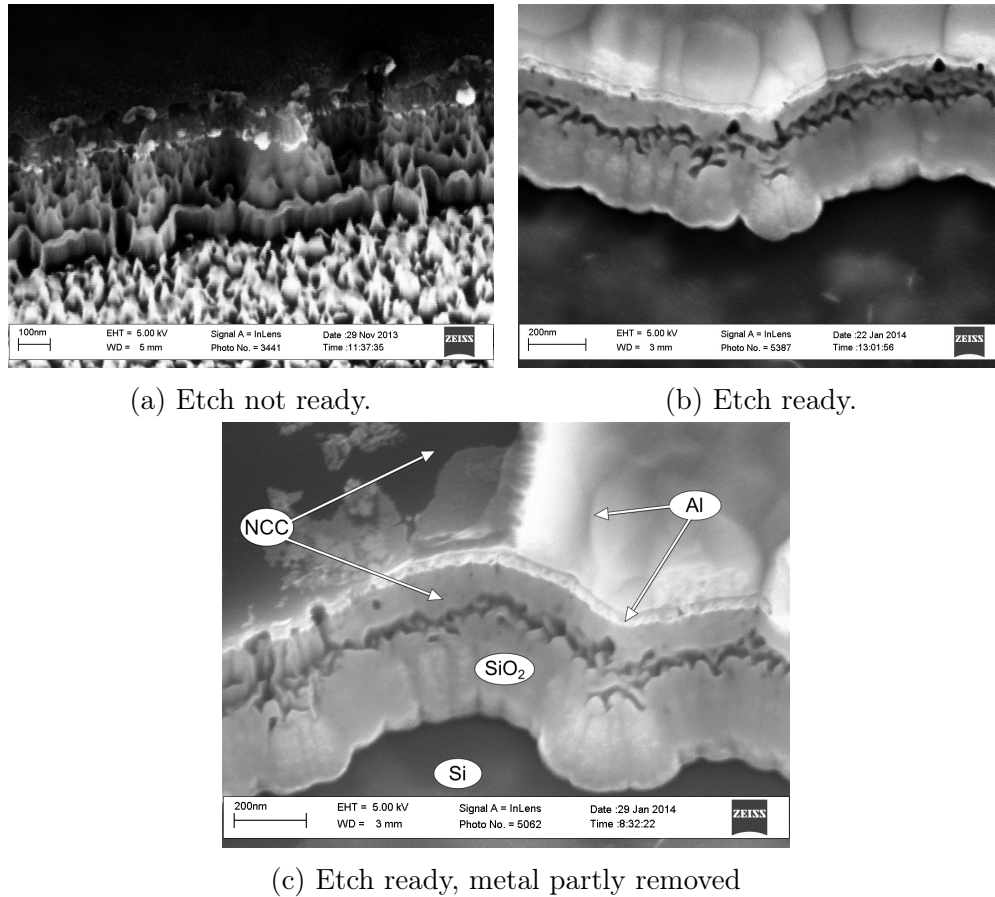 100nm
EHT = 5.00 kV Signal A = InLens Date :29 Nov 2013
WD = 5 mm Photo No. = 3441 Time :11:37:35
ZEISS
200nm
EHT = 5.00 kV Signal A = InLens Date :22 Jan 2014
WD = 3 mm Photo No. = 5387 Time :13:01:56
ZEISS
(a) Etch not ready.
(b) Etch ready.
NCC
Al
SiO₂
Si
200nm
EHT = 5.00 kV Signal A = InLens Date :29 Jan 2014
WD = 3 mm Photo No. = 5062 Time :8:32:22
ZEISS
(c) Etch ready, metal partly removed